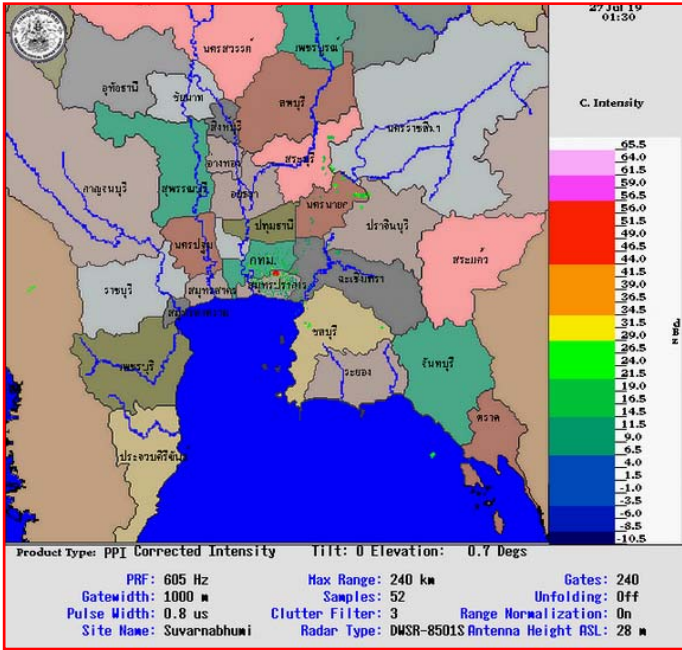 27 Jul 19
01:30
C. Intensity
นครสวรรค์
เพชรบูรณ์
อุทัยธานี
ชัยนาท
ลพบุรี
สิงหบุรี
นครราชสีมา
อ่างทอง
สระบุรี
กาญจนบุรี
สุพรรณบุรี
อยุธยา
นครนายก
ปราจีนบุรี
ปทุมธานี
นครปฐม
สระแก้ว
กทม.
ฉะเชิงเทรา
ราชบุรี
สมุทรสาคร
สมุทรปราการ
ชลบุรี
เพชรบุรี
ระยอง
จันทบุรี
ตราด
ประจวบคีรีขันธ์
65.5
64.0
61.5
59.0
56.5
56.0
51.5
49.0
46.5
44.0
41.5
39.0
36.5
34.0
31.5
29.0
26.5
24.0
21.5
19.0
16.5
14.0
11.5
9.0
6.5
4.0
1.5
-1.0
-3.5
-6.0
-8.5
-10.5
Product Type: PPI Corrected Intensity Tilt: 0 Elevation: 0.7 Degs
PRF: 605 Hz Max Range: 240 km Gates: 240
Gatewidth: 1000 m Samples: 52 Unfolding: Off
Pulse Width: 0.8 us Clutter Filter: 3 Range Normalization: On
Site Name: Suvarnabhumi Radar Type: DWSR-8501S Antenna Height ASL: 28 m